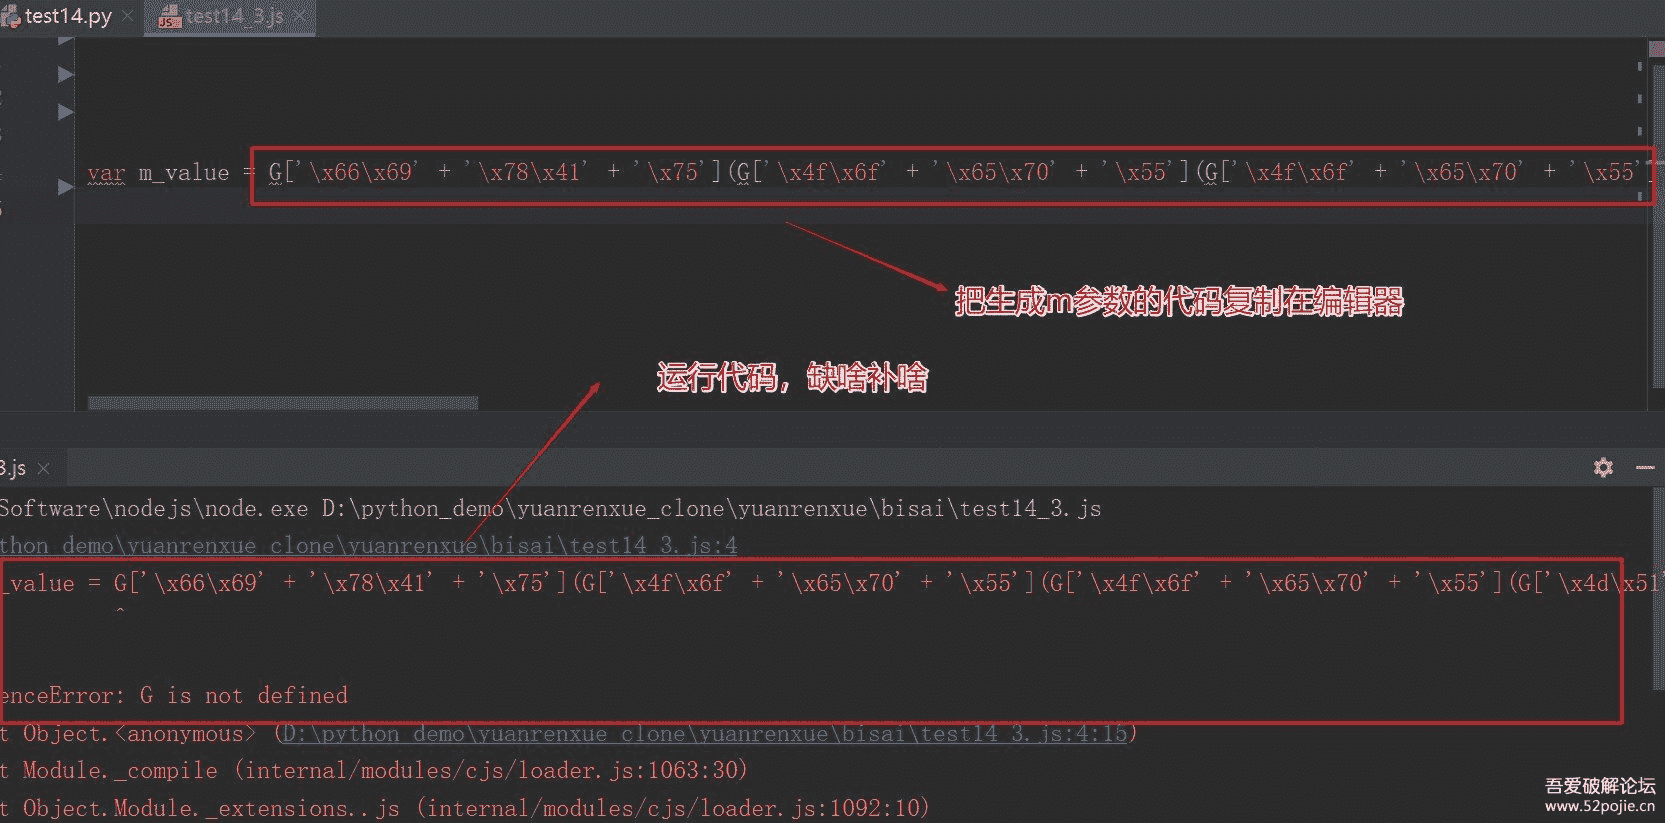 test14.py
test14_3.js
var m_value = G['\x66\x69' + '\x78\x41' + '\x75'](G['\x4f\x6f' + '\x65\x70' + '\x55'](G['\x4f\x6f' + '\x65\x70' + '\x55'
把生成m参数的代码复制在编辑器
运行代码，缺啥补啥
3.js
Software\nodejs\node.exe D:\python_demo\yuanrenxue_clone\yuanrenxue\bisai\test14_3.js
thon_demo\yuanrenxue_clone\yuanrenxue\bisai\test14_3.js:4
_value = G['\x66\x69' + '\x78\x41' + '\x75'](G['\x4f\x6f' + '\x65\x70' + '\x55'](G['\x4f\x6f' + '\x65\x70' + '\x55'](G['\x4d\x51'
^
enceError: G is not defined
t Object.<anonymous> (D:\python_demo\yuanrenxue_clone\yuanrenxue\bisai\test14_3.js:4:15)
t Module._compile (internal/modules/cjs/loader.js:1063:30)
t Object.Module._extensions..js (internal/modules/cjs/loader.js:1092:10)
吾爱破解论坛
www.52pojie.cn